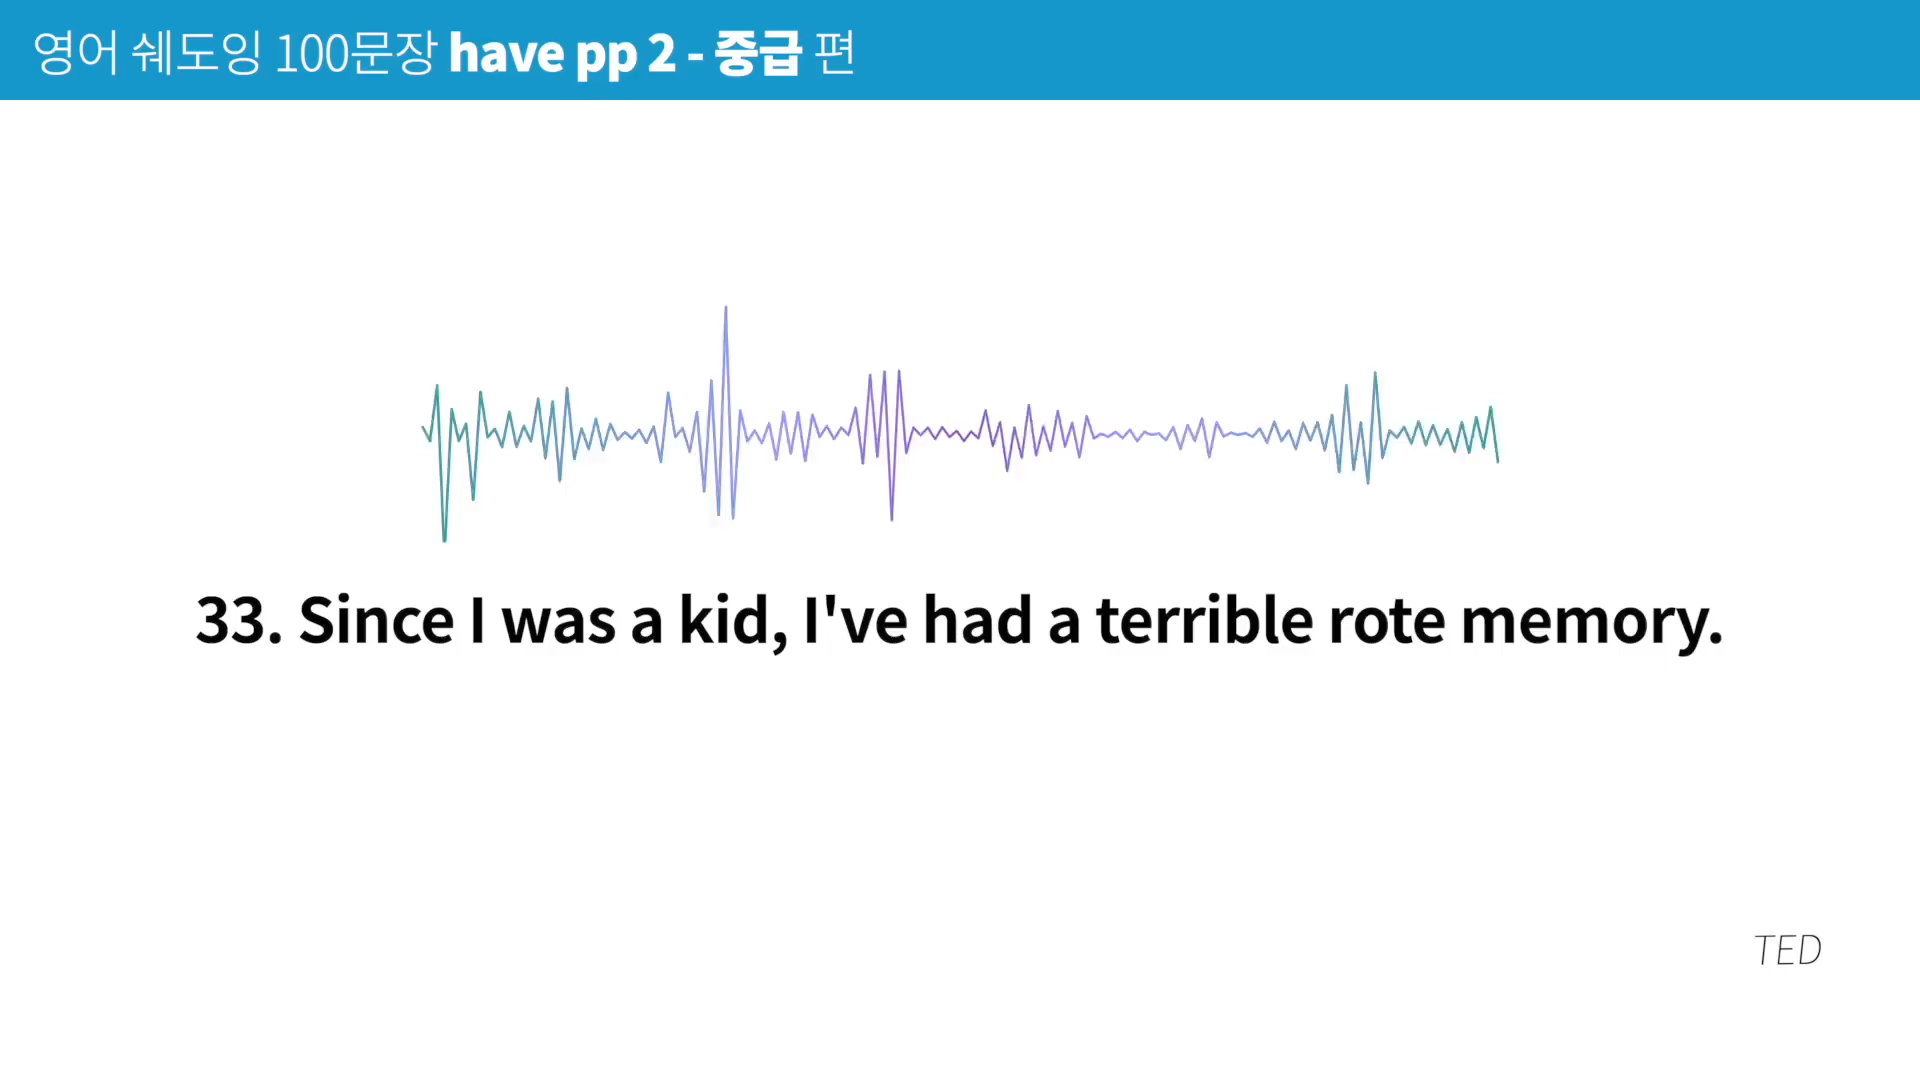 영어 쉐도잉 100문장 have pp 2 - 중급 편
33. Since I was a kid, I've had a terrible rote memory.
TED